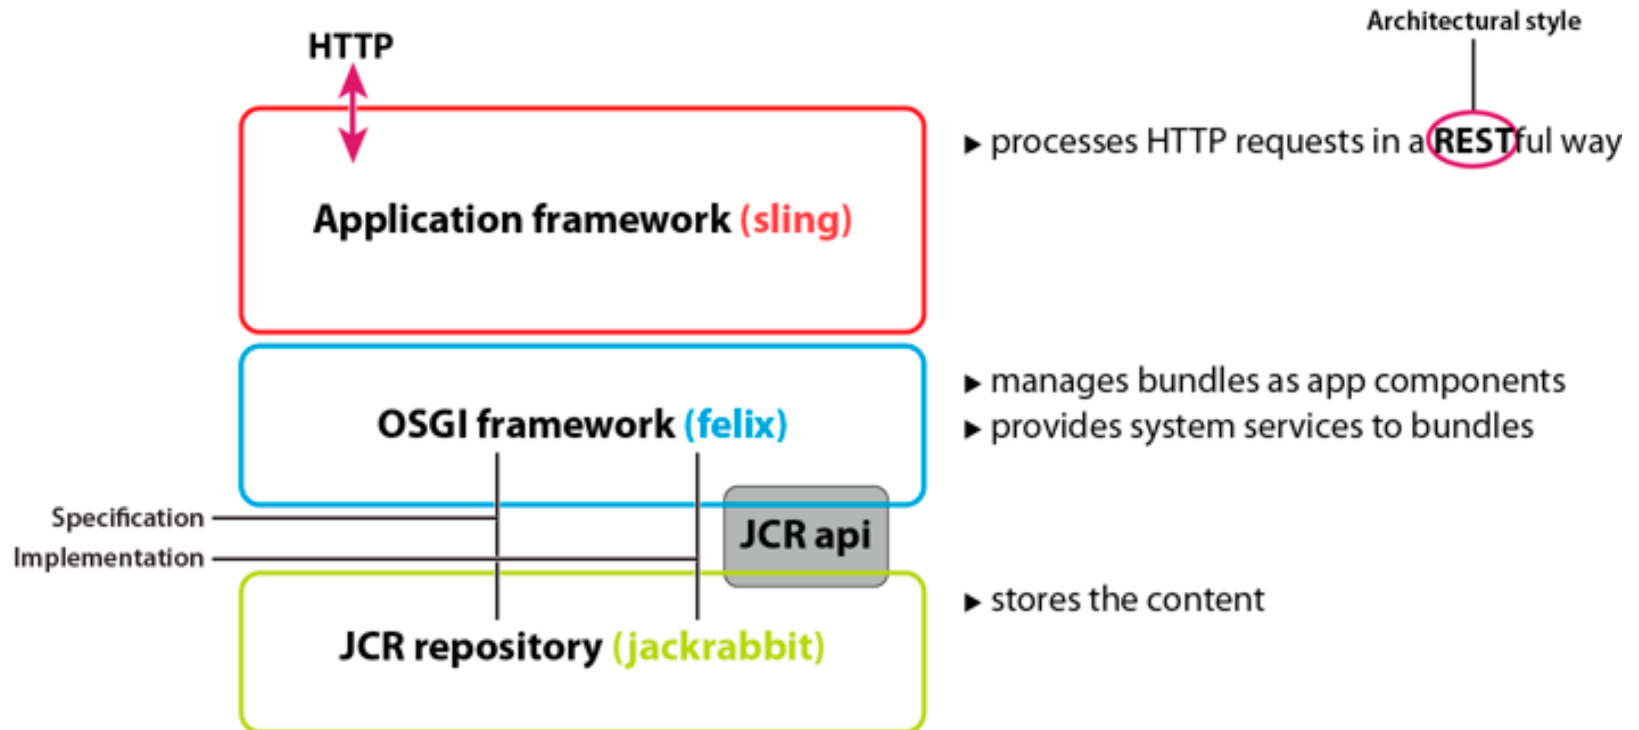 Architectural style
HTTP
▶ processes HTTP requests in a RESTful way
Application framework (sling)
▶ manages bundles as app components
OSGI framework (felix)
▶ provides system services to bundles
Specification
JCR api
Implementation
▶ stores the content
JCR repository (jackrabbit)